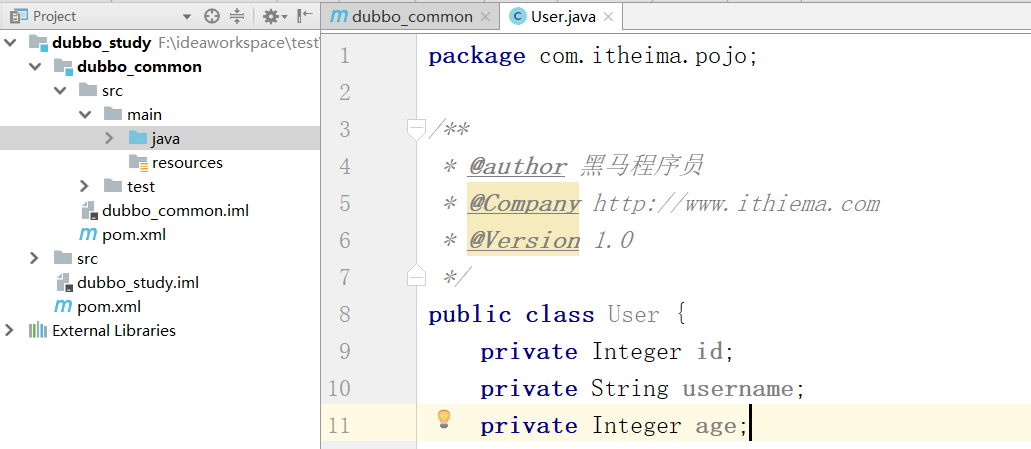 Project
dubbo_study F:\ideaworkspace\test
dubbo_common
src
main
java
resources
test
dubbo_common.iml
pom.xml
src
dubbo_study.iml
pom.xml
External Libraries
dubbo_common
User.java
1 package com.itheima.pojo;
2
3 /**
4 * @author 黑马程序员
5 * @Company http://www.ithiema.com
6 * @Version 1.0
7 */
8 public class User {
9 private Integer id;
10 private String username;
11 private Integer age;